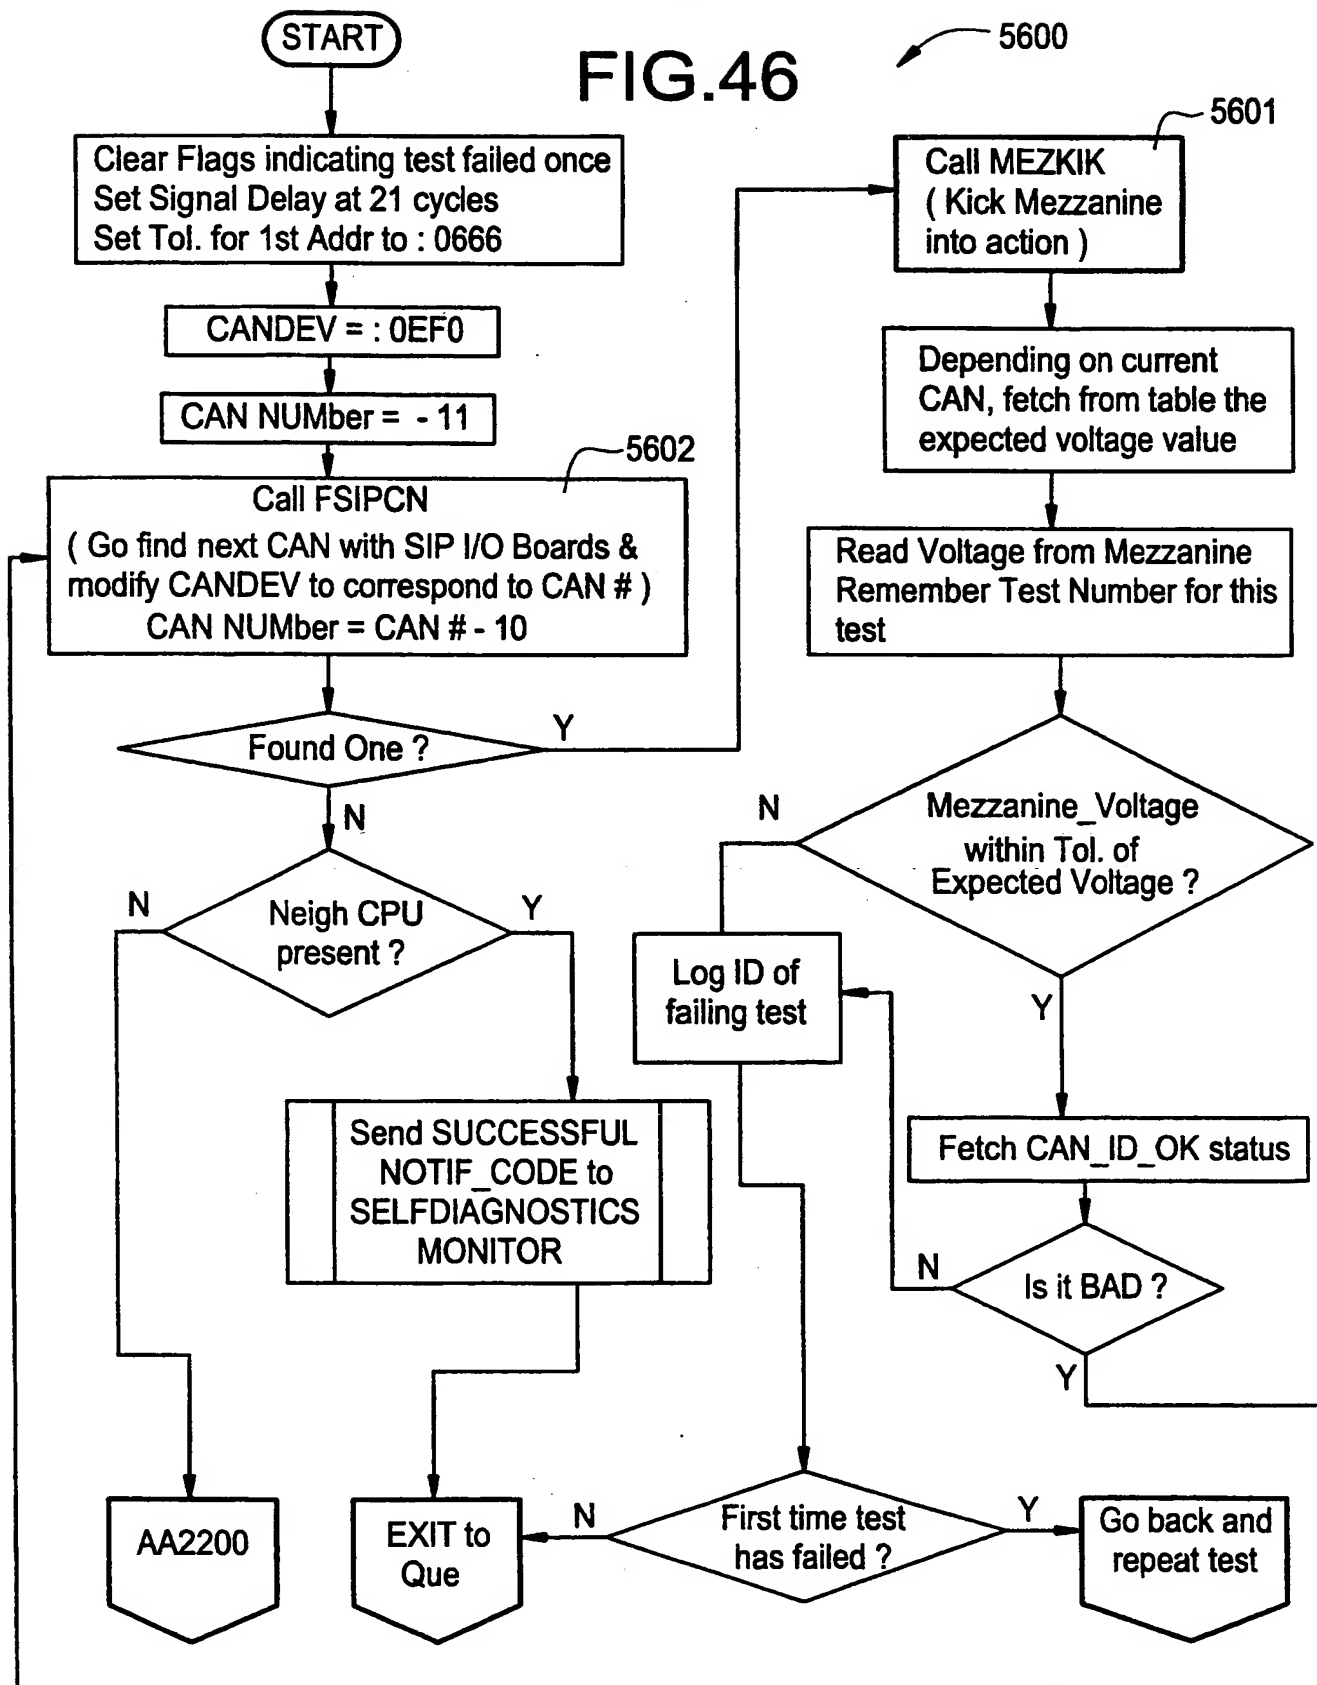 START
FIG.46
5600
Clear Flags indicating test failed once
Set Signal Delay at 21 cycles
Set Tol. for 1st Addr to : 0666
CANDEV = : 0EF0
CAN NUMber = - 11
5602
Call FSIPCN
( Go find next CAN with SIP I/O Boards &
modify CANDEV to correspond to CAN # )
CAN NUMber = CAN # - 10
Found One ?
Y
N
Neigh CPU
present ?
N
Y
Send SUCCESSFUL
NOTIF_CODE to
SELFDIAGNOSTICS
MONITOR
AA2200
EXIT to
Que
5601
Call MEZKIK
( Kick Mezzanine
into action )
Depending on current
CAN, fetch from table the
expected voltage value
Read Voltage from Mezzanine
Remember Test Number for this
test
Mezzanine_Voltage
within Tol. of
Expected Voltage ?
N
Y
Log ID of
failing test
Fetch CAN_ID_OK status
Is it BAD ?
N
Y
First time test
has failed ?
N
Y
Go back and
repeat test